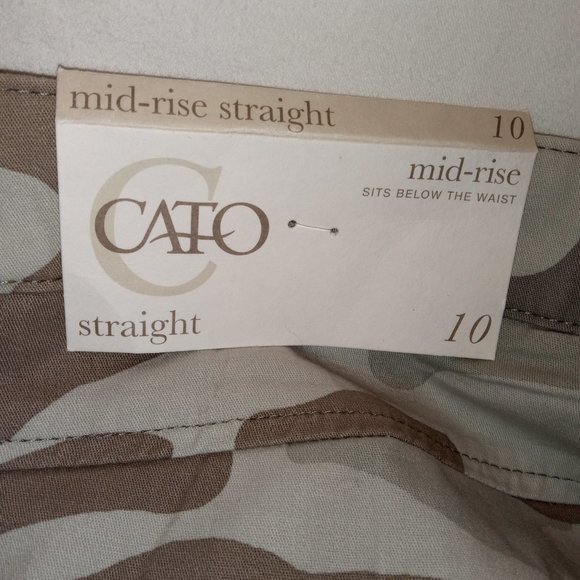 mid-rise straight 10
mid-rise
SITS BELOW THE WAIST
C
CATO
straight 10